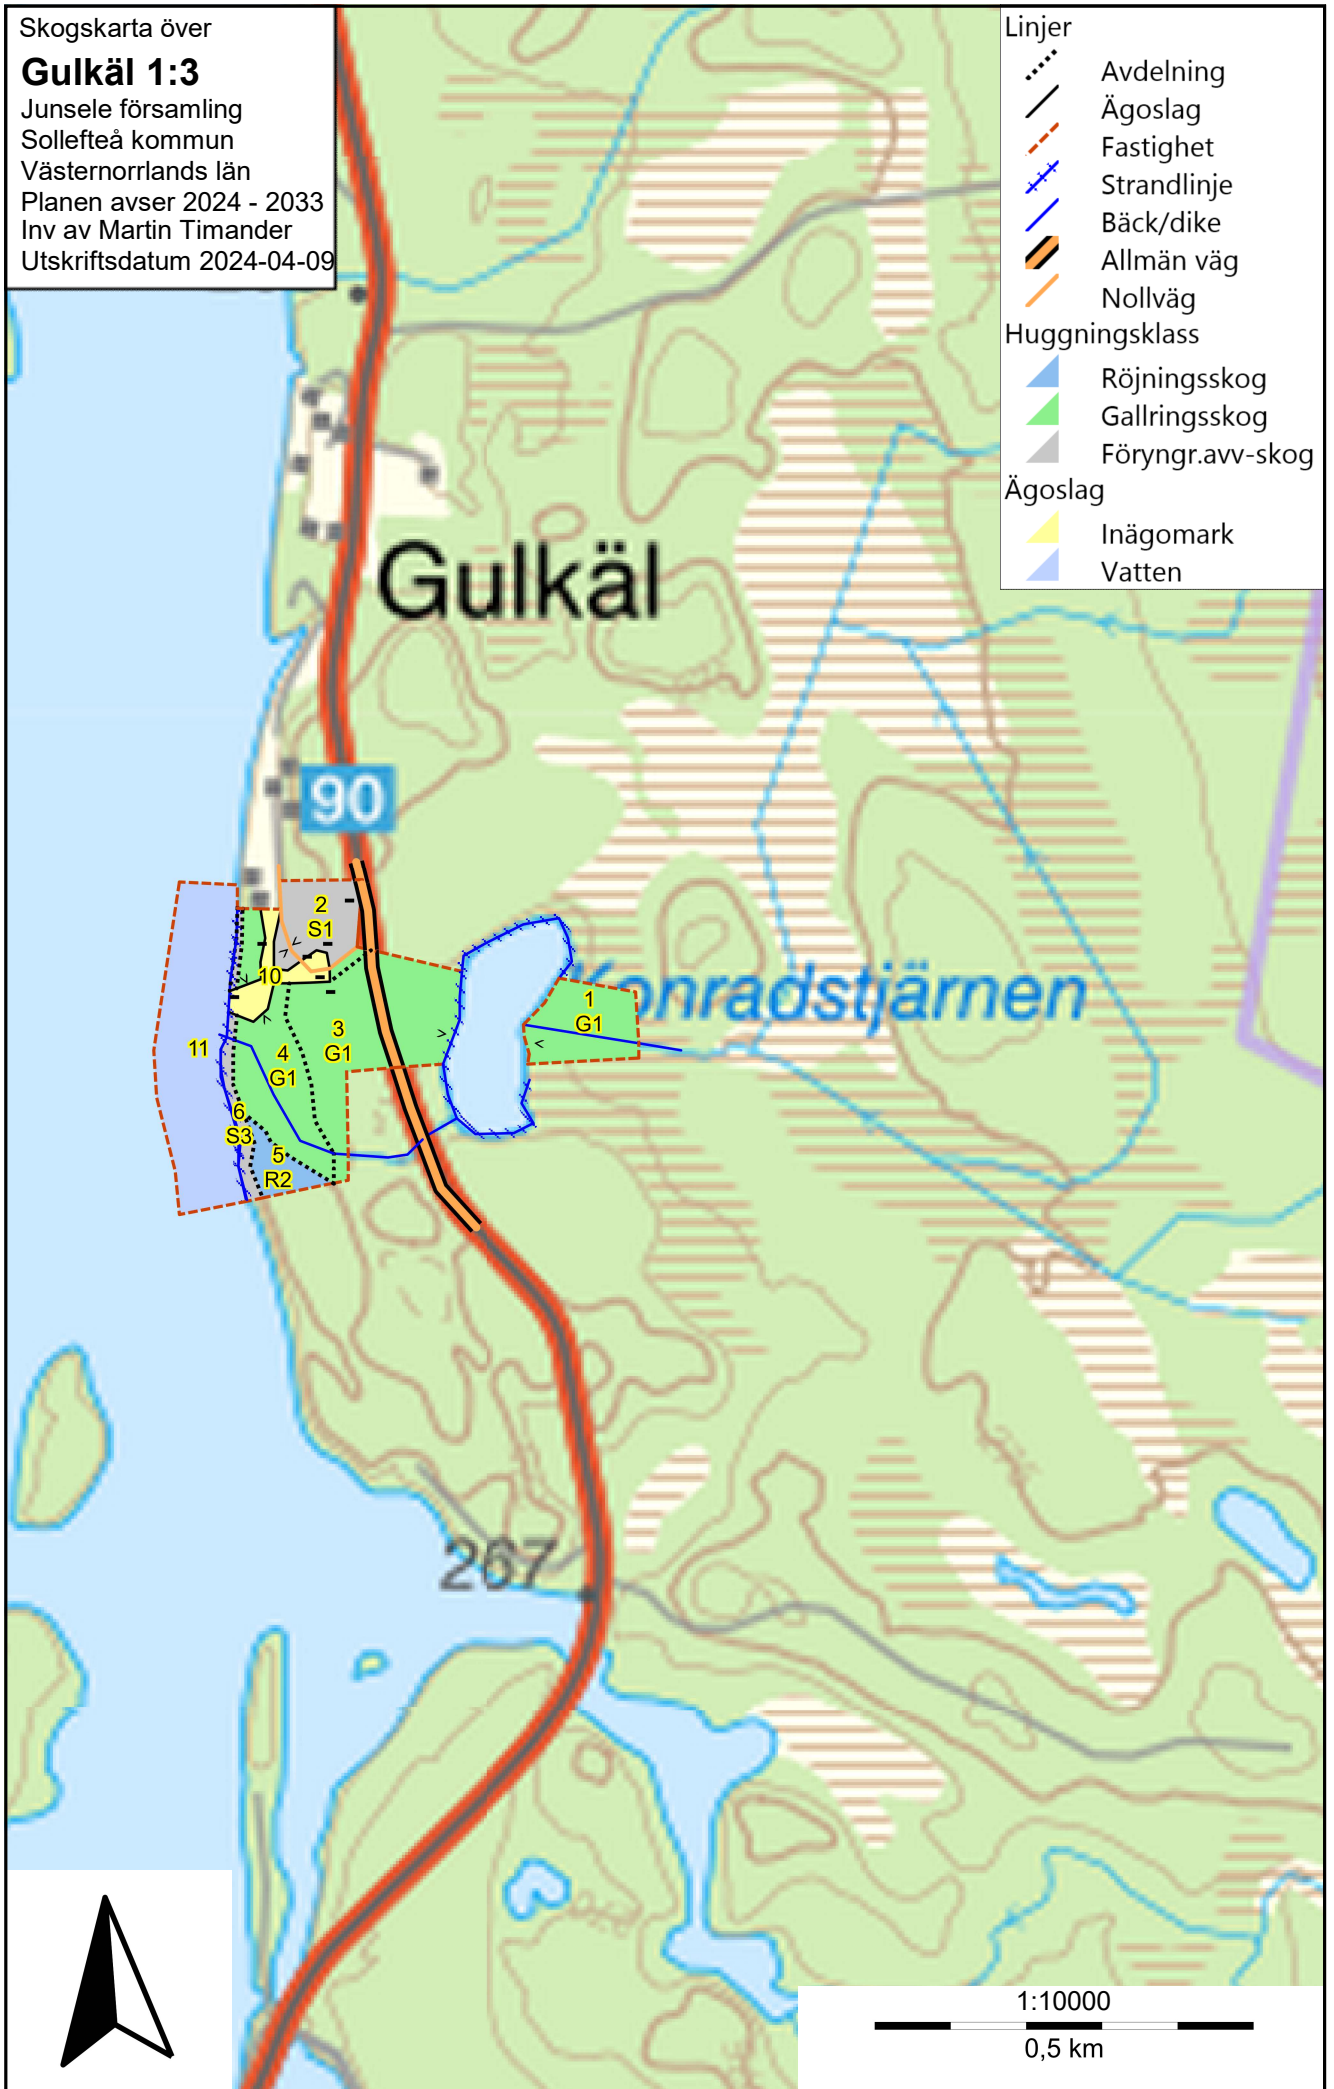 Skogskarta över
Gulkäl 1:3
Junsele församling
Sollefteå kommun
Västernorrlands län
Planen avser 2024 - 2033
Inv av Martin Timander
Utskriftsdatum 2024-04-09
Linjer
Avdelning
Ägoslag
Fastighet
Strandlinje
Bäck/dike
Allmän väg
Nollväg
Huggningsklass
Röjningsskog
Gallringsskog
Föryngr.avv-skog
Ägoslag
Inägomark
Vatten
Gulkäl
90
2
S1
10
Konradstjärnen
1
G1
3
G1
11
4
G1
6
S3
5
R2
267
1:10000
0,5 km